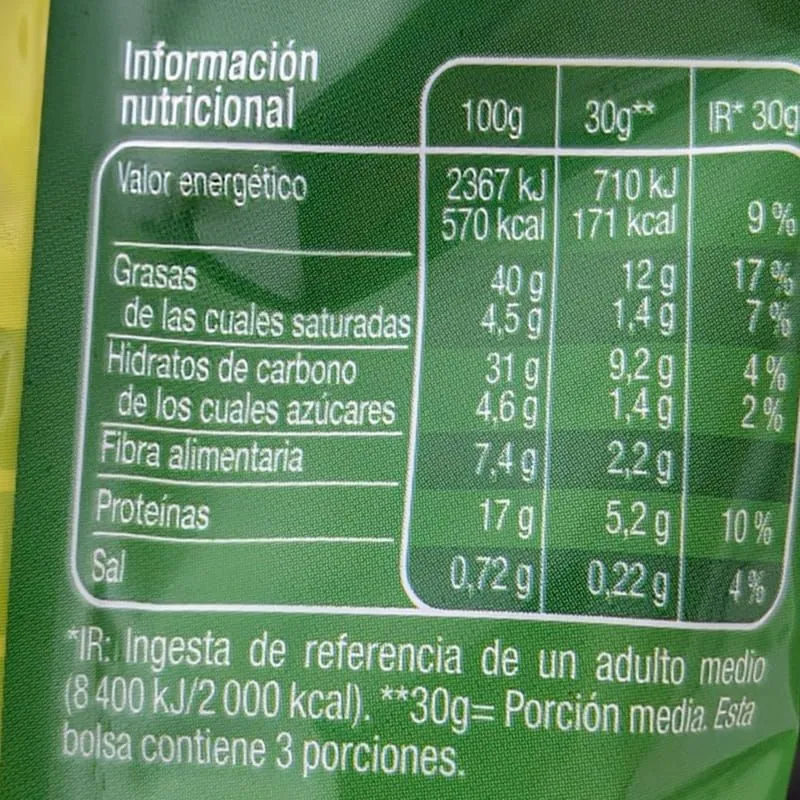 Información
nutricional
100g 30g** IR* 30g
Valor energético 2367 kJ 710 kJ
570 kcal 171 kcal 9 %
Grasas 40 g 12 g 17 %
de las cuales saturadas 4,5 g 1,4 g 7 %
Hidratos de carbono 31 g 9,2 g 4 %
de los cuales azúcares 4,6 g 1,4 g 2 %
Fibra alimentaria 7,4 g 2,2 g
Proteínas 17 g 5,2 g 10 %
Sal 0,72 g 0,22 g 4 %
*IR: Ingesta de referencia de un adulto medio
(8 400 kJ/2 000 kcal). **30g= Porción media. Esta
bolsa contiene 3 porciones.